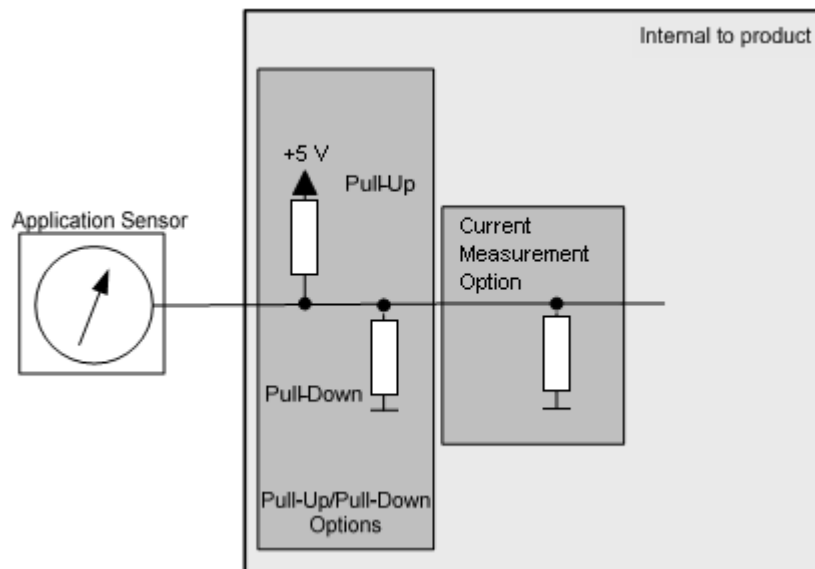 Internal to product
+5 V
Pull-Up
Application Sensor
Current
Measurement
Option
Pull-Down
Pull-Up/Pull-Down
Options